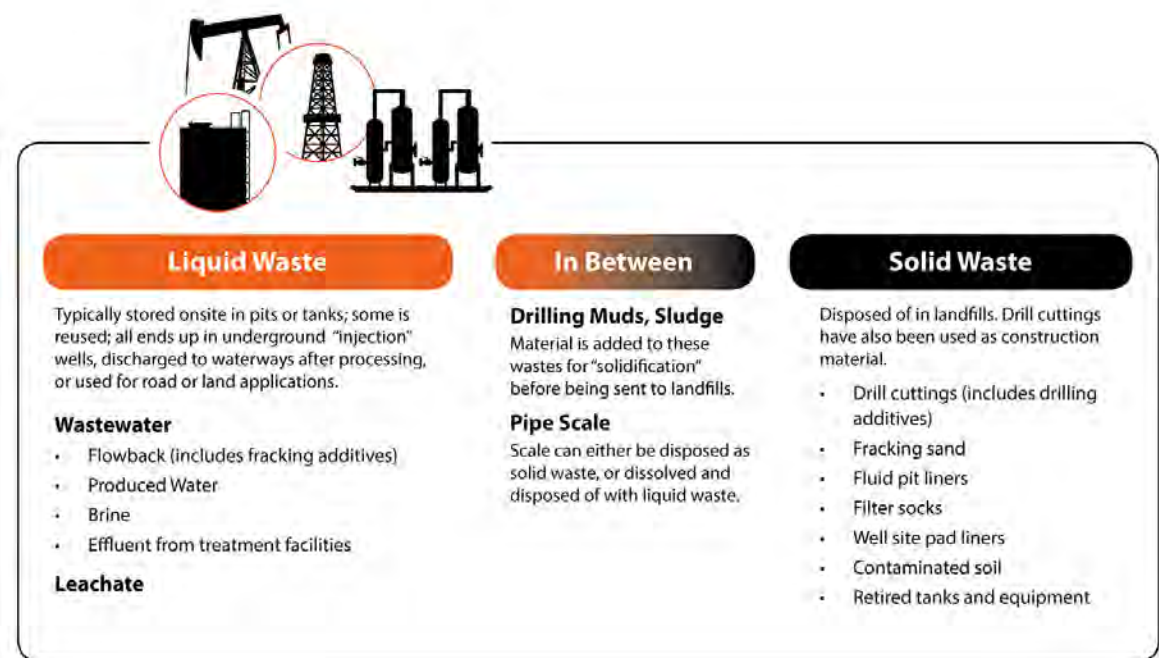 Liquid Waste
Typically stored onsite in pits or tanks; some is
reused; all ends up in underground "injection"
wells, discharged to waterways after processing,
or used for road or land applications.
Wastewater
• Flowback (includes fracking additives)
• Produced Water
• Brine
• Effluent from treatment facilities
Leachate
In Between
Drilling Muds, Sludge
Material is added to these
wastes for "solidification"
before being sent to landfills.
Pipe Scale
Scale can either be disposed as
solid waste, or dissolved and
disposed of with liquid waste.
Solid Waste
Disposed of in landfills. Drill cuttings
have also been used as construction
material.
• Drill cuttings (includes drilling
additives)
• Fracking sand
• Fluid pit liners
• Filter socks
• Well site pad liners
• Contaminated soil
• Retired tanks and equipment